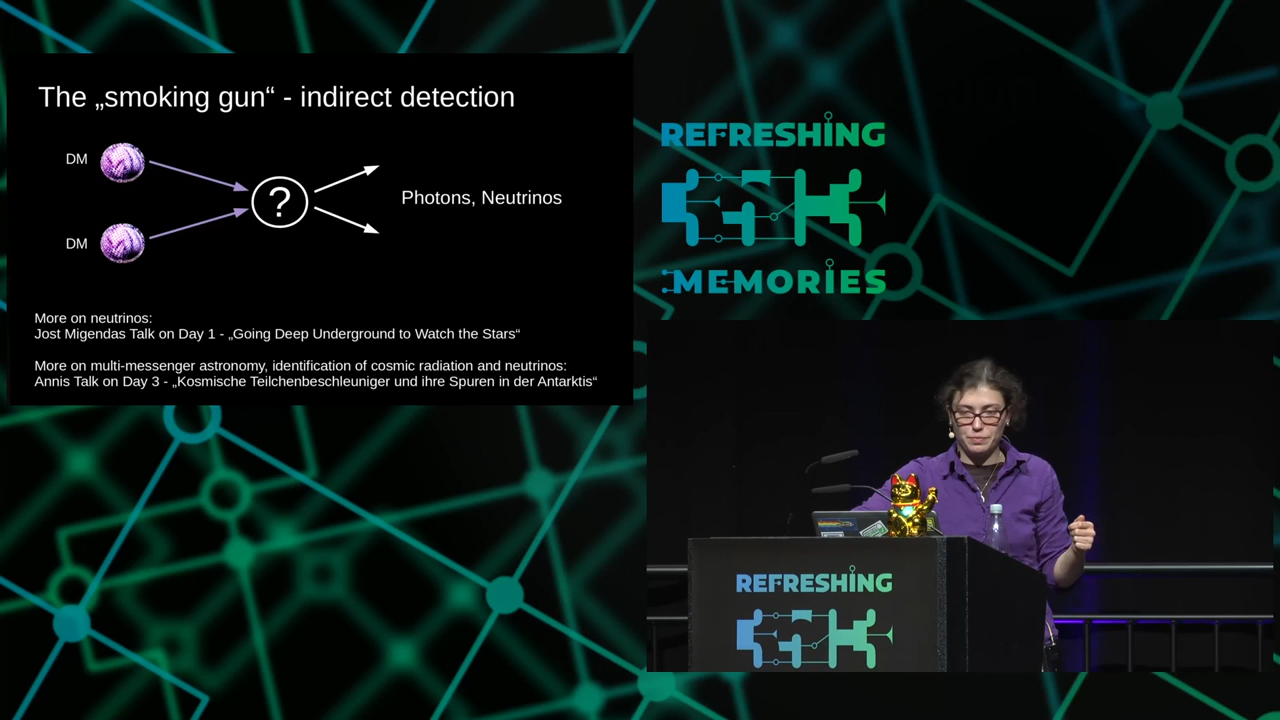 The „smoking gun“ - indirect detection
DM
?
Photons, Neutrinos
DM
More on neutrinos:
Jost Migendas Talk on Day 1 - „Going Deep Underground to Watch the Stars“
More on multi-messenger astronomy, identification of cosmic radiation and neutrinos:
Annis Talk on Day 3 - „Kosmische Teilchenbeschleuniger und ihre Spuren in der Antarktis“
REFRESHING
MEMORIES
REFRESHING